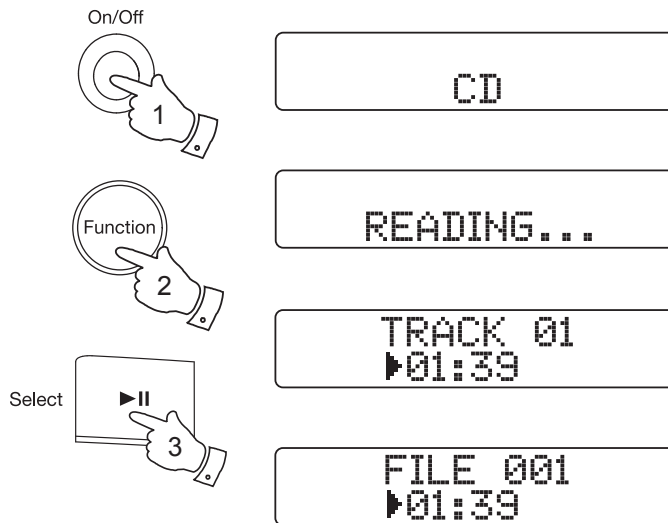 On/Off
1
CD
Function
2
READING...
TRACK 01
▶01:39
Select
▶II
3
FILE 001
▶01:39